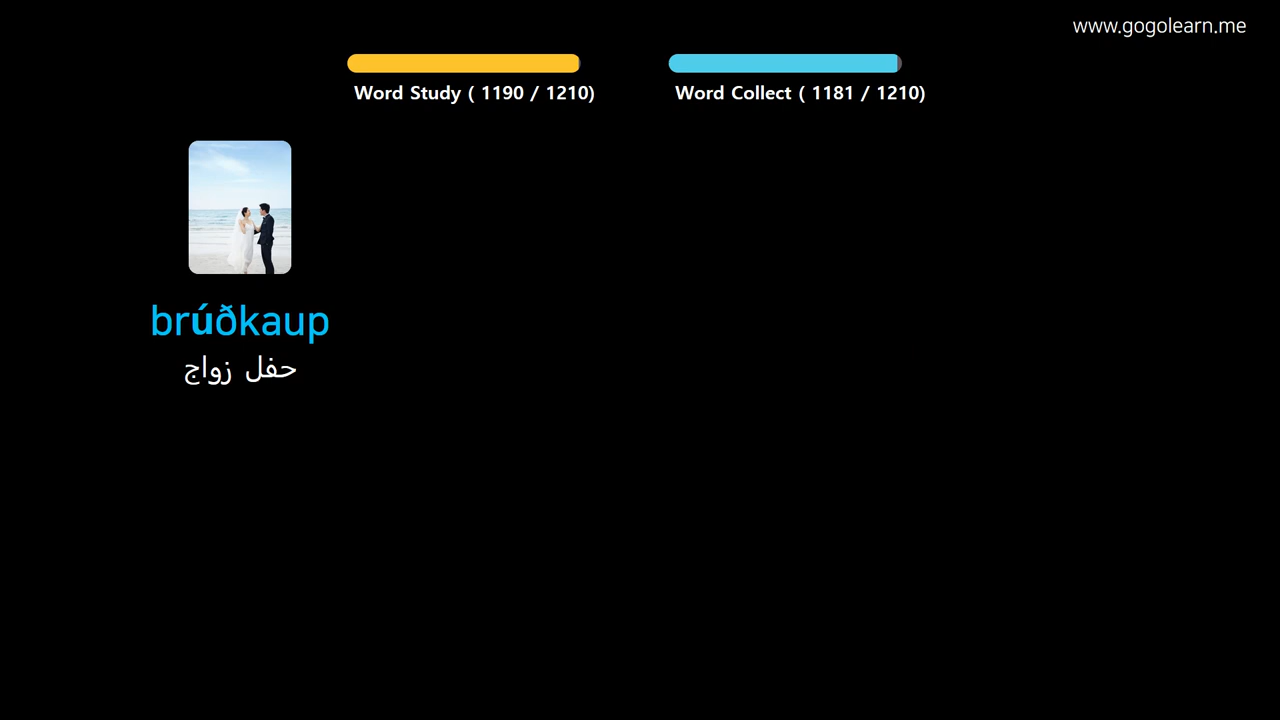 www.gogolearn.me
Word Study ( 1190 / 1210)
Word Collect ( 1181 / 1210)
brúðkaup
حفل زواج